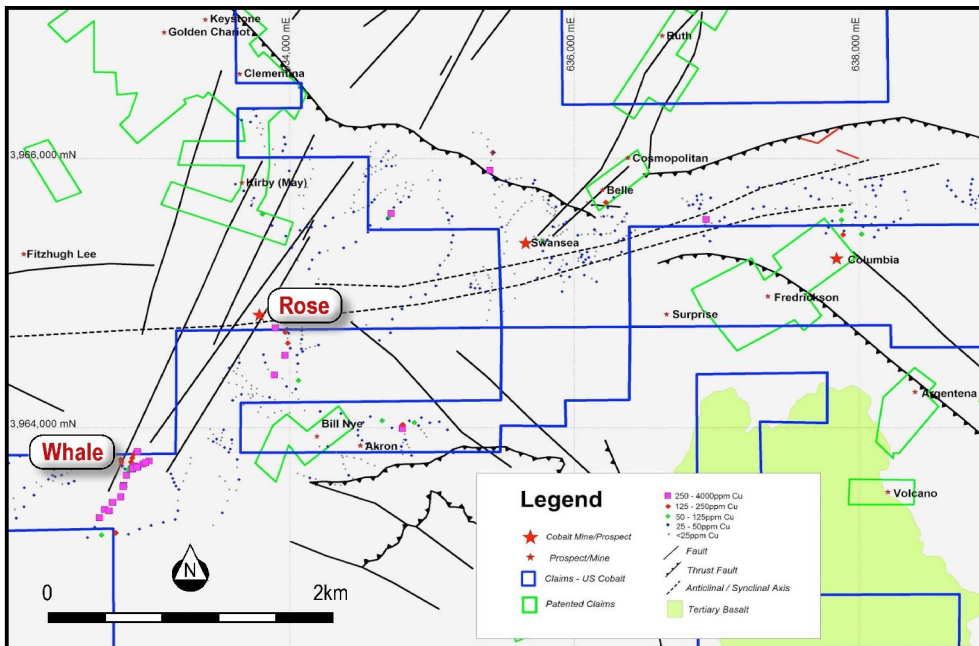 Keystone
Golden Chariot
634,000 mE
636,000 mE
638,000 mE
Ruth
Clementina
3,966,000 mN
Cosmopolitan
Kirby (May)
Belle
Fitzhugh Lee
Swansea
Columbia
Rose
Fredrickson
Surprise
Argentena
3,964,000 mN
Bill Nye
Akron
Whale
Volcano
N
0
2km
Legend
Cobalt Mine/Prospect
Prospect/Mine
Claims - US Cobalt
Patented Claims
250 - 4000ppm Cu
125 - 250ppm Cu
50 - 125ppm Cu
25 - 50ppm Cu
<25ppm Cu
Fault
Thrust Fault
Anticlinal / Synclinal Axis
Tertiary Basalt